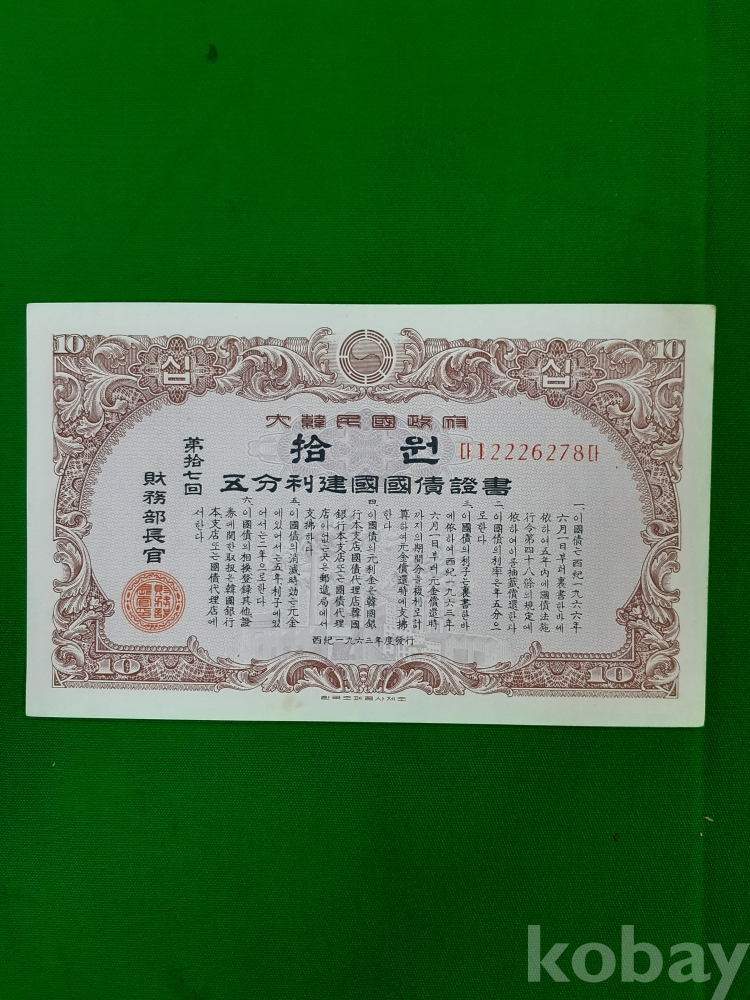 10
10
십
십
大韓民國政府
拾 원
12226278
五分利建國國債證書
第拾七回
財務部長官
一、이國債는西紀一九六六年
六月一日부터裏書한바에
依하여五年內에國債法施
行令第四十八條의規定에
依하여이를抽籤償還한다
二、이國債의利率은年五分으
로한다
三、이國債의利子는裏書한바
에依하여西紀一九六三年
六月一日부터元金償還時
까지의期間分을複利로計
算하여元金償還時에支拂
한다
四、이國債의元利金은韓國銀
行本支店國債代理店韓國
銀行本支店또는國債代理
店이없는곳은郵遞局에서
支拂한다
五、이國債의消滅時効는元金
에있어서는五年、利子에있
어서는二年으로한다
六、이國債의相換登錄其他證
券에關한取扱은韓國銀行
本支店또는國債代理店에
서한다
西紀一九六三年度發行
10
10
한국조폐공사제조
kobay